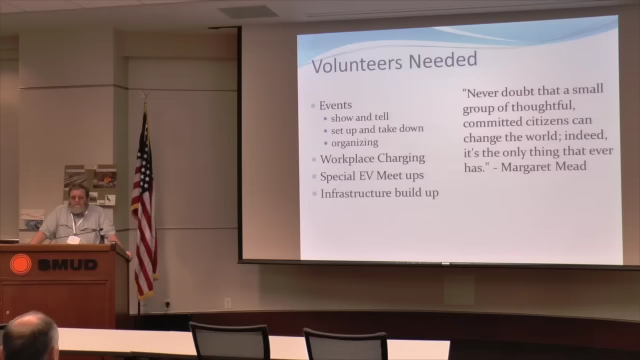 Volunteers Needed
Events
show and tell
set up and take down
organizing
Workplace Charging
Special EV Meet ups
Infrastructure build up
“Never doubt that a small
group of thoughtful,
committed citizens can
change the world; indeed,
it's the only thing that ever
has." - Margaret Mead
SMUD